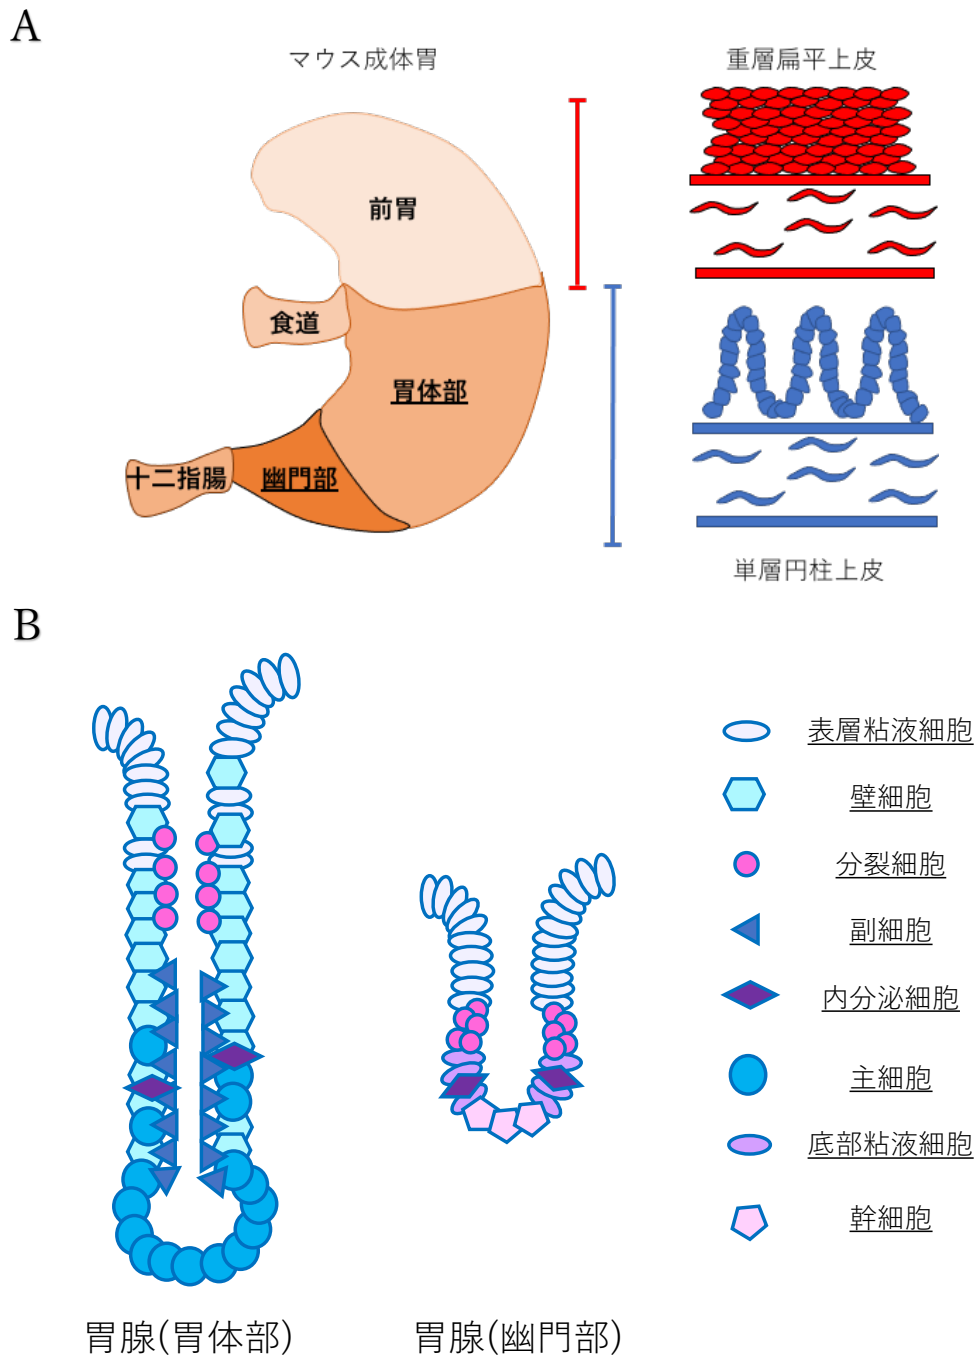 A
マウス成体胃
重層扁平上皮
前胃
食道
胃体部
十二指腸
幽門部
単層円柱上皮
B
表層粘液細胞
壁細胞
分裂細胞
副細胞
内分泌細胞
主細胞
底部粘液細胞
幹細胞
胃腺(胃体部)
胃腺(幽門部)